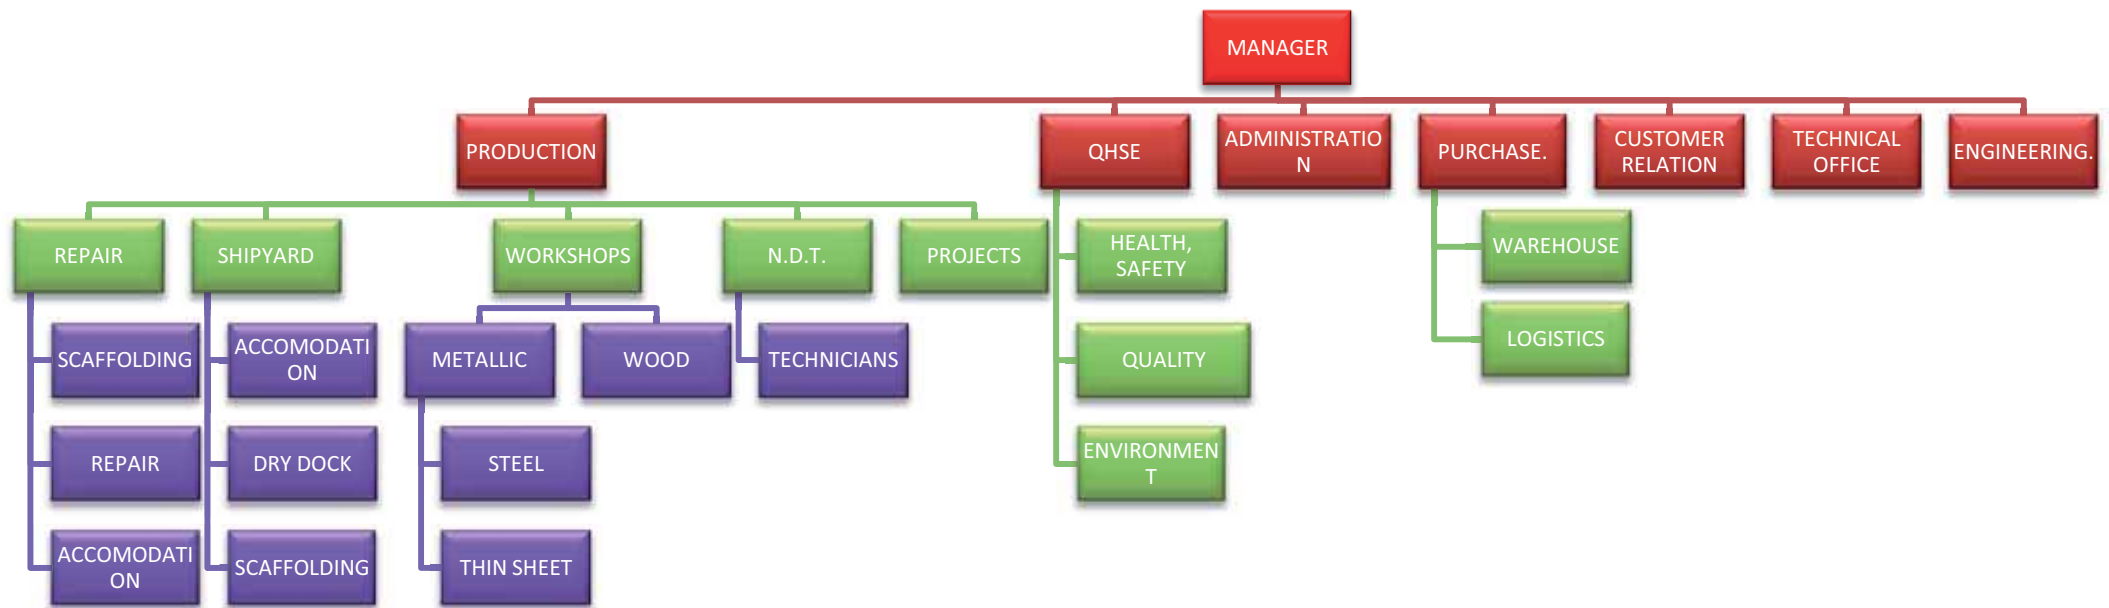 MANAGER
PRODUCTION
QHSE
ADMINISTRATIO
N
PURCHASE.
CUSTOMER
RELATION
TECHNICAL
OFFICE
ENGINEERING.
REPAIR
SHIPYARD
WORKSHOPS
N.D.T.
PROJECTS
HEALTH,
SAFETY
WAREHOUSE
SCAFFOLDING
ACCOMODATI
ON
METALLIC
WOOD
TECHNICIANS
QUALITY
LOGISTICS
REPAIR
DRY DOCK
STEEL
ENVIRONMEN
T
ACCOMODATI
ON
SCAFFOLDING
THIN SHEET